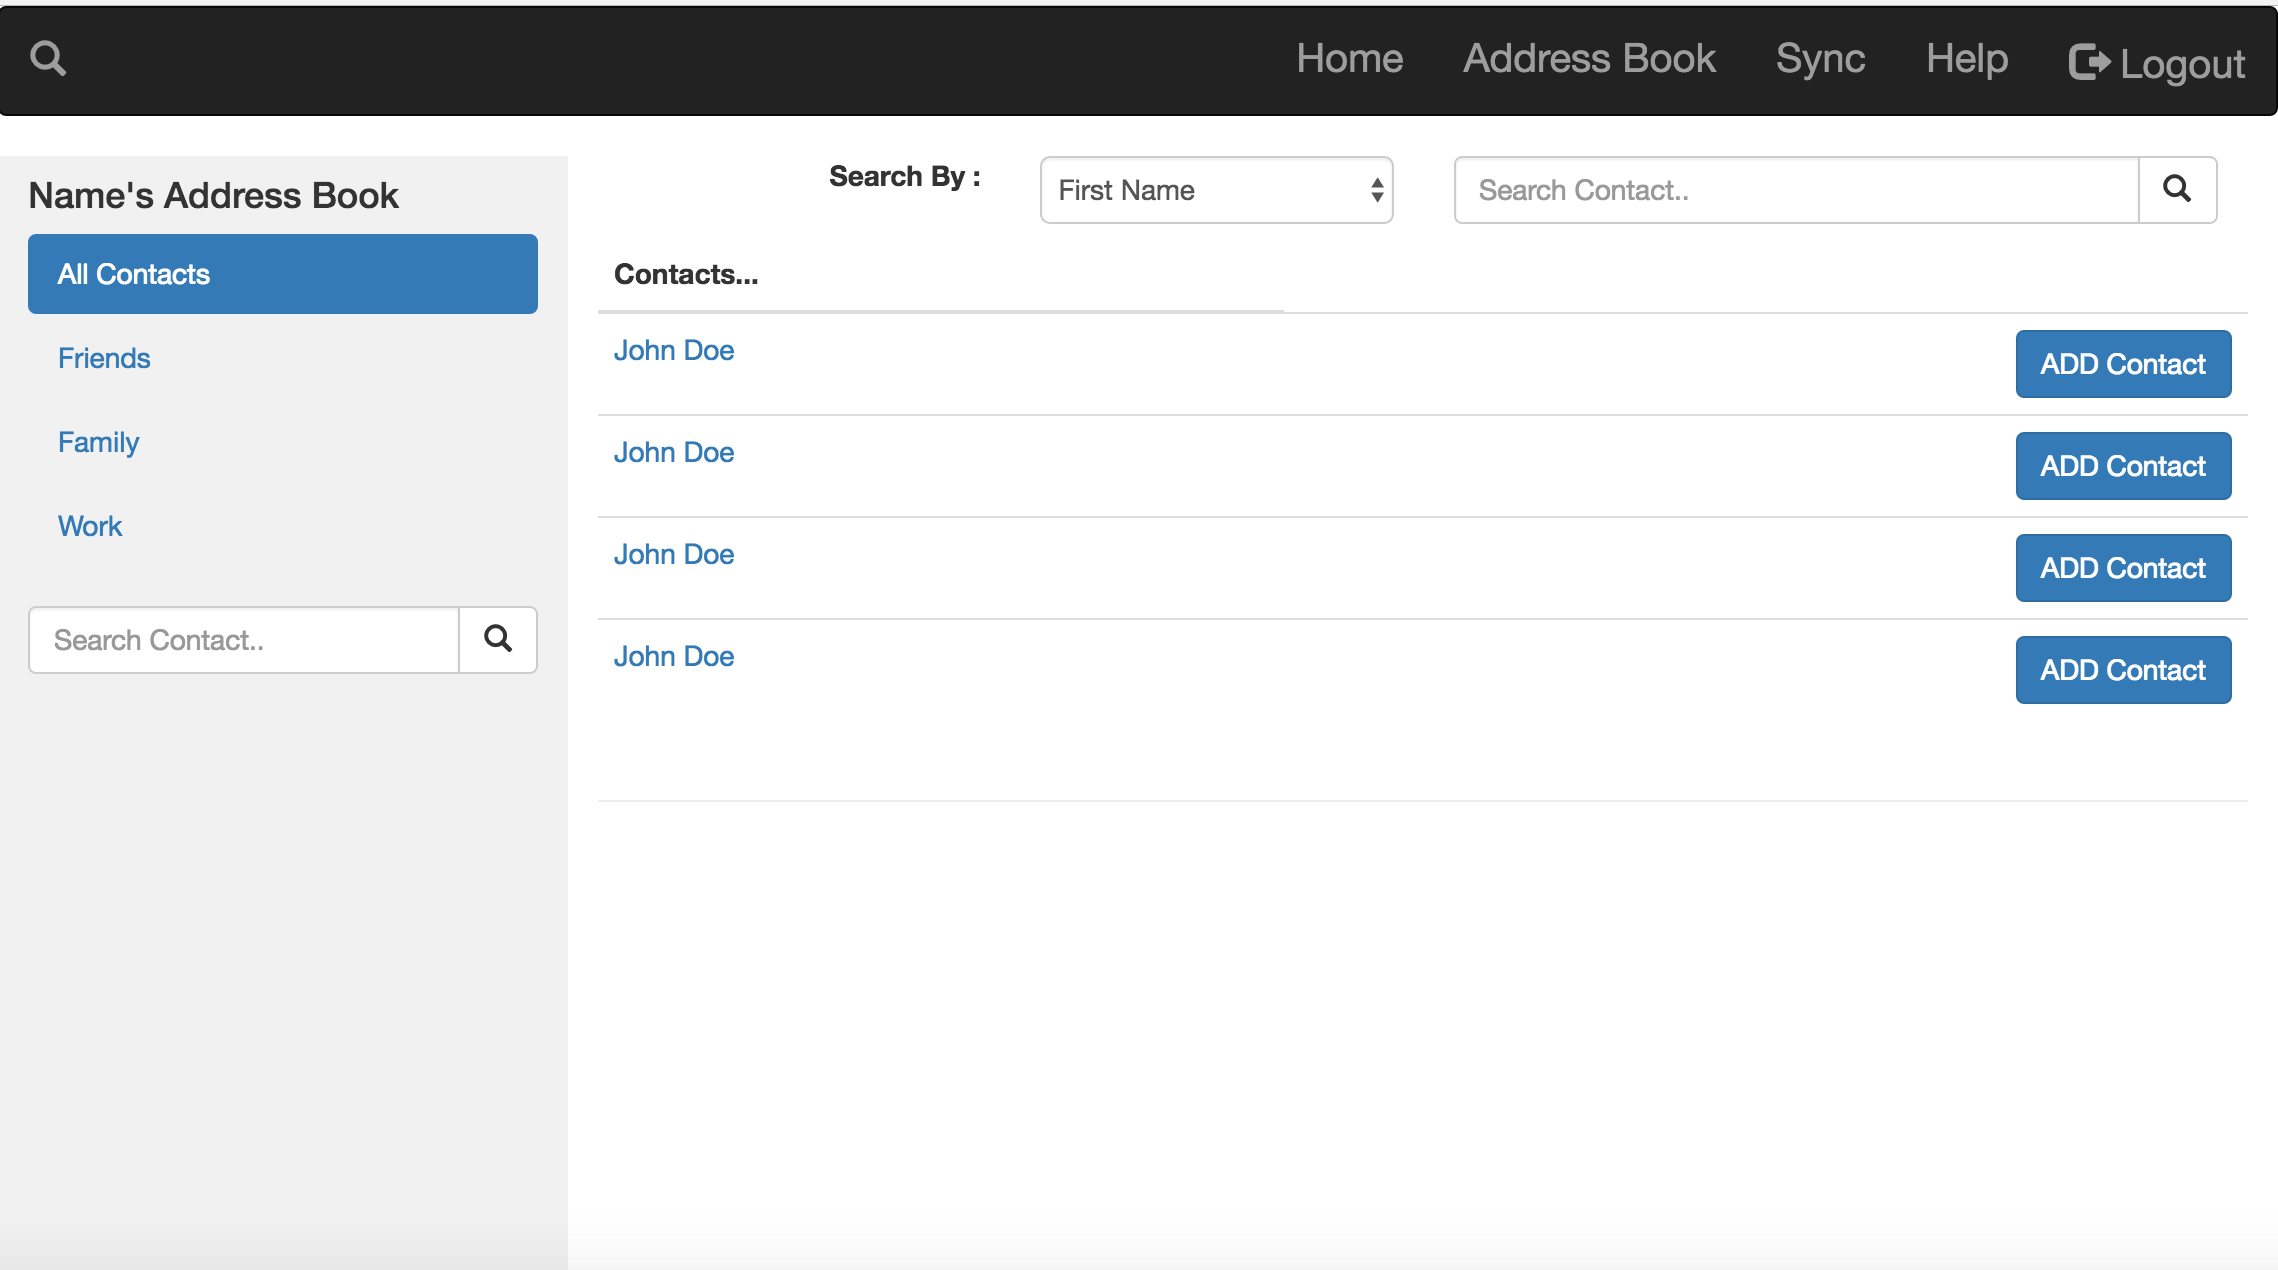 Home Address Book Sync Help Logout
Name's Address Book
All Contacts
Friends
Family
Work
Search Contact..
Search By : First Name Search Contact..
Contacts...
John Doe ADD Contact
John Doe ADD Contact
John Doe ADD Contact
John Doe ADD Contact